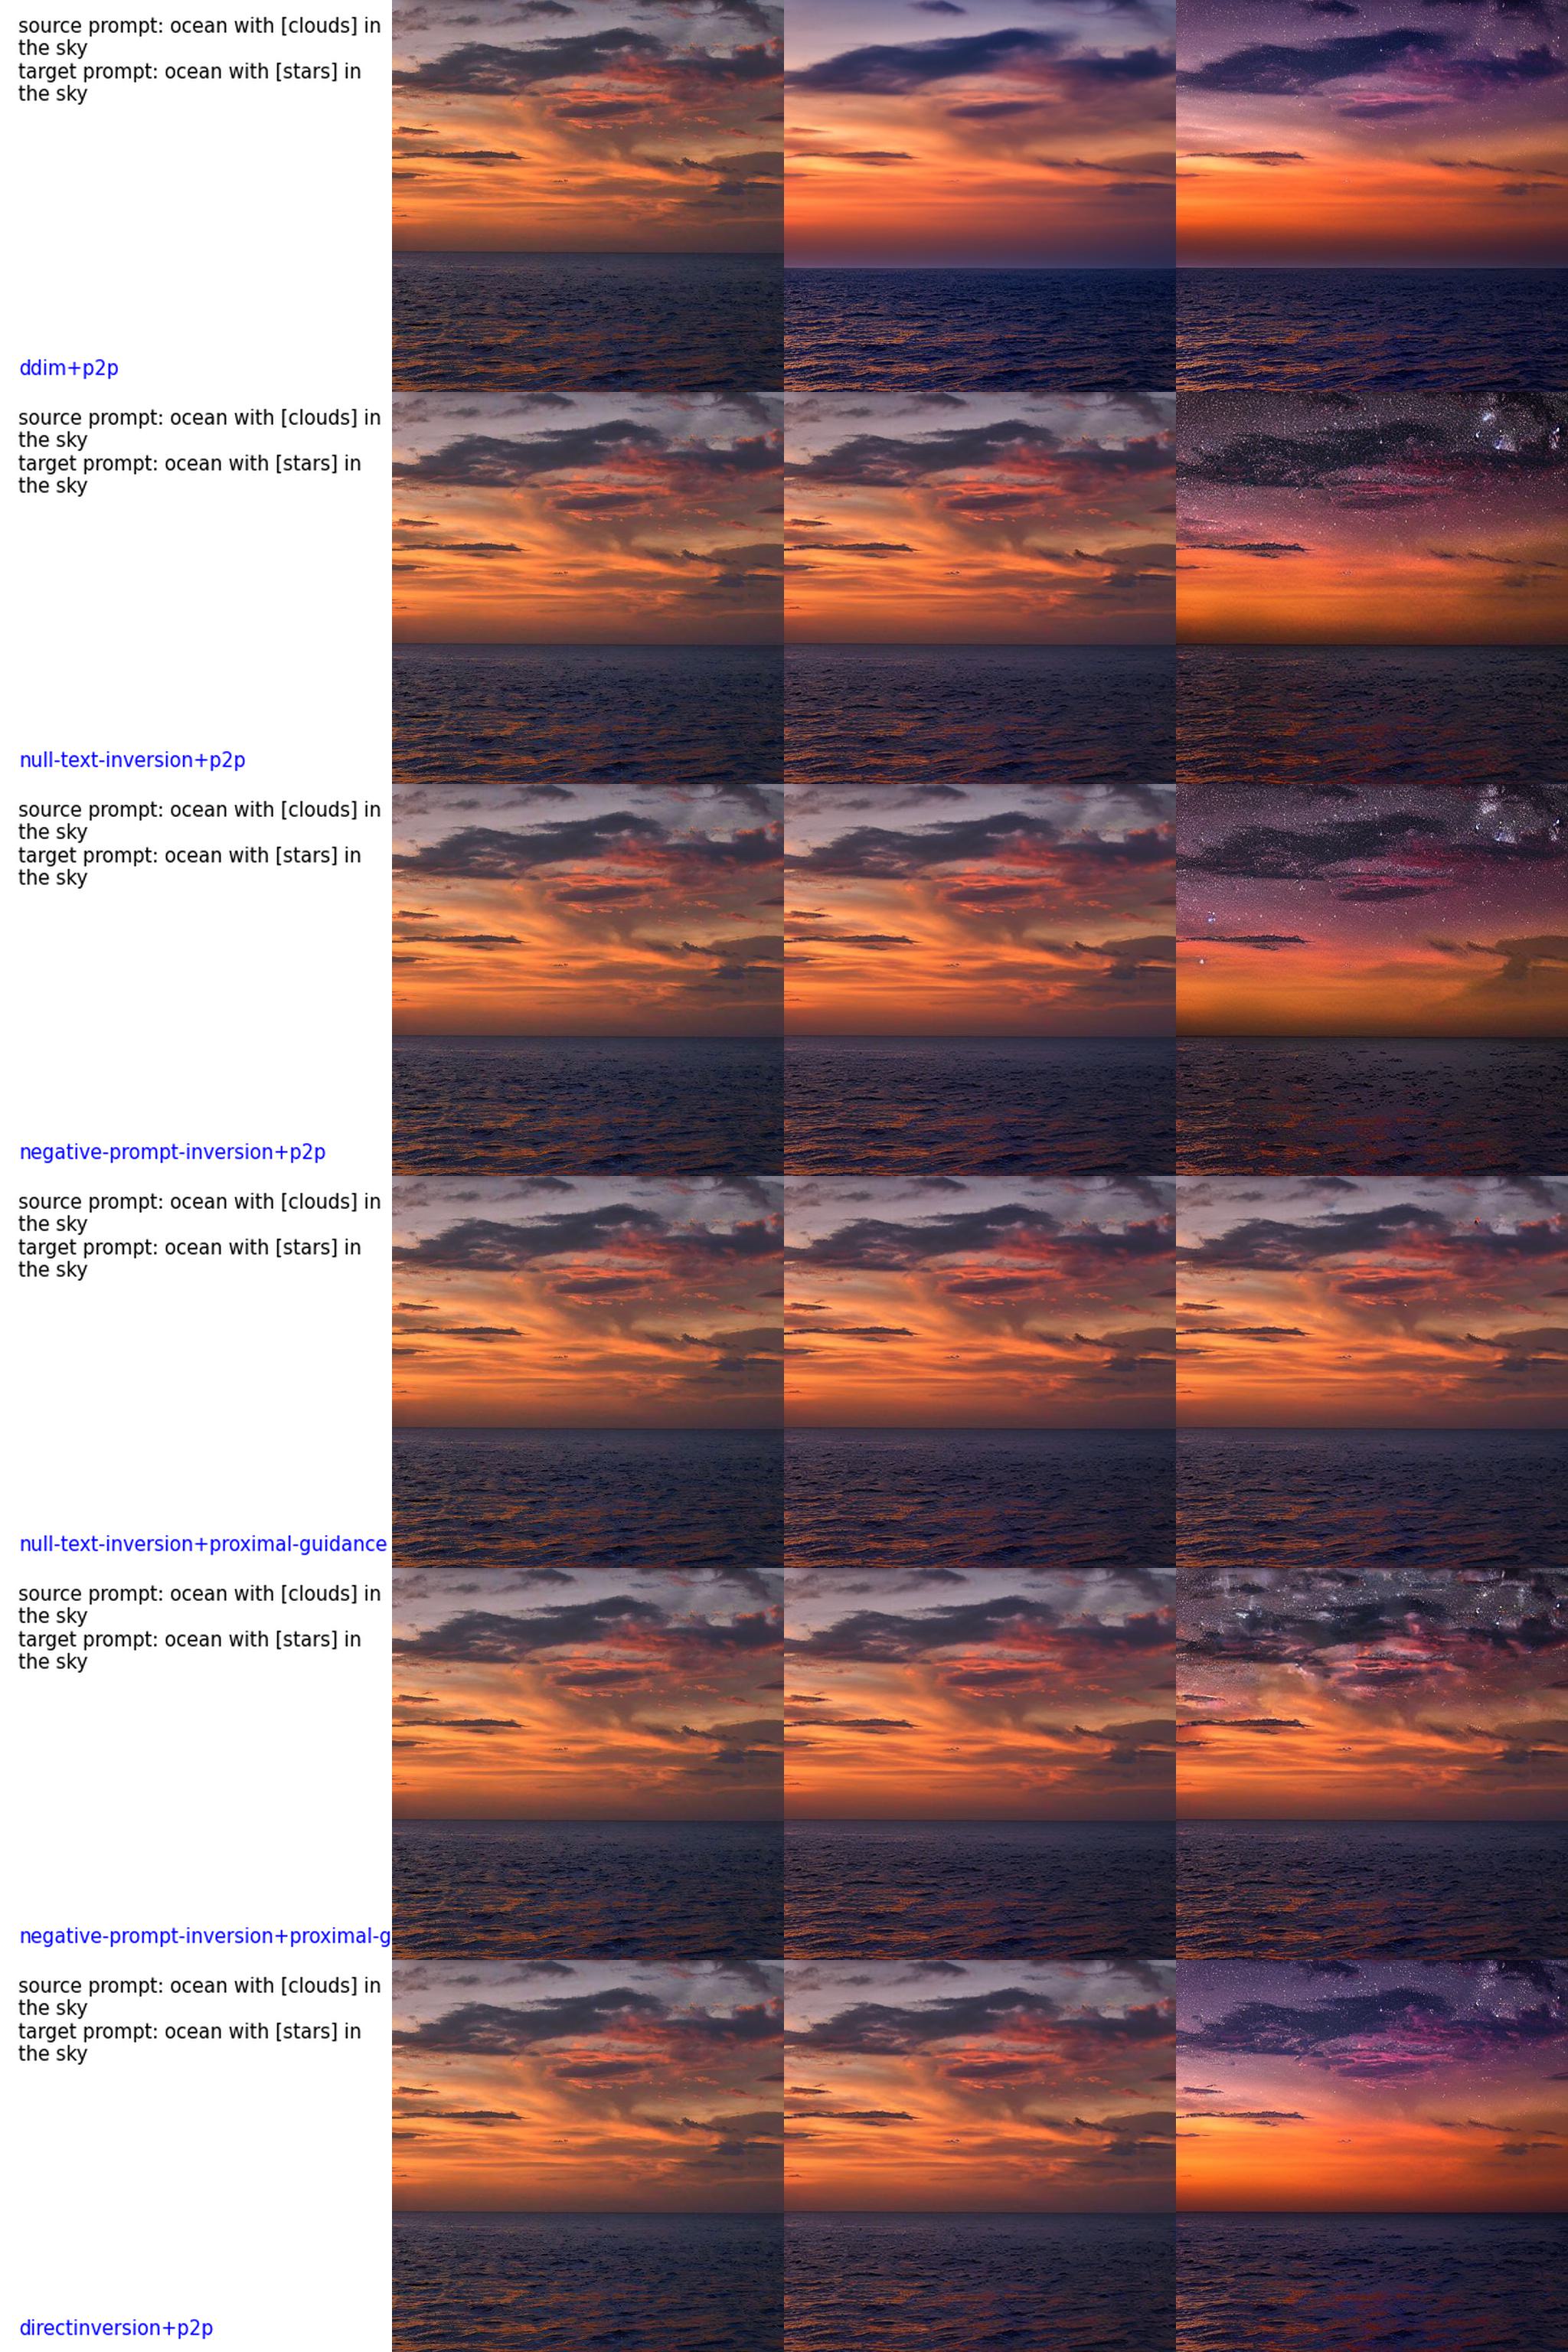 source prompt: ocean with [clouds] in
the sky
target prompt: ocean with [stars] in
the sky
ddim+p2p
source prompt: ocean with [clouds] in
the sky
target prompt: ocean with [stars] in
the sky
null-text-inversion+p2p
source prompt: ocean with [clouds] in
the sky
target prompt: ocean with [stars] in
the sky
negative-prompt-inversion+p2p
source prompt: ocean with [clouds] in
the sky
target prompt: ocean with [stars] in
the sky
null-text-inversion+proximal-guidance
source prompt: ocean with [clouds] in
the sky
target prompt: ocean with [stars] in
the sky
negative-prompt-inversion+proximal-g
source prompt: ocean with [clouds] in
the sky
target prompt: ocean with [stars] in
the sky
directinversion+p2p